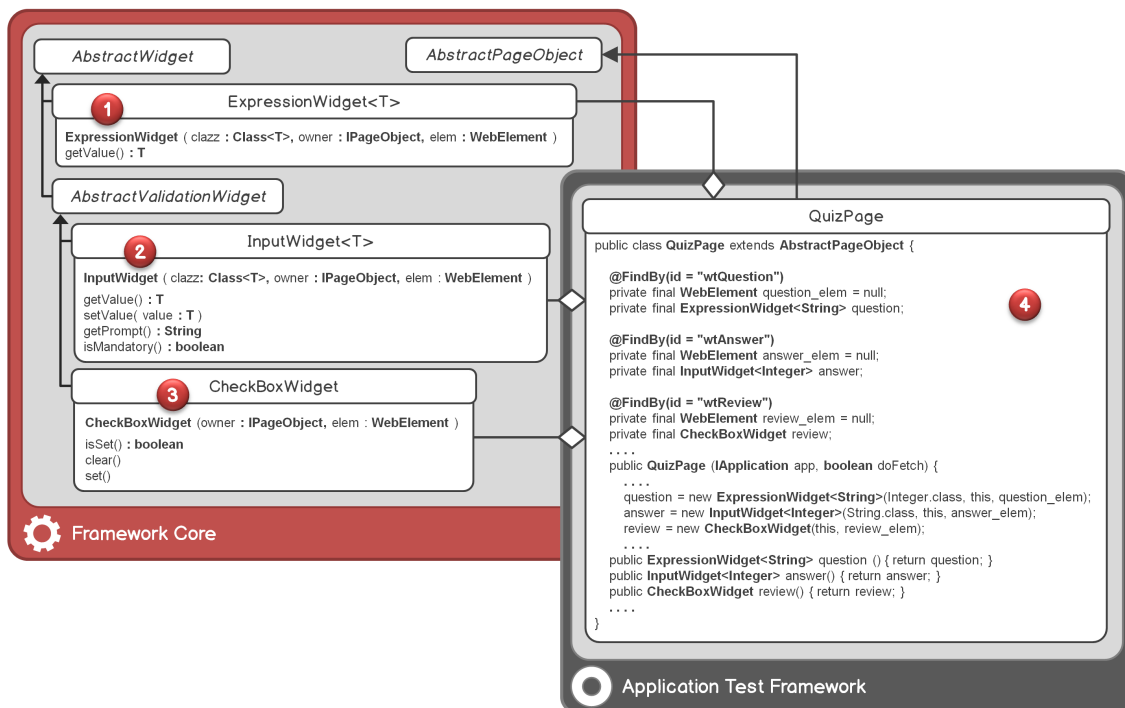 AbstractWidget
AbstractPageObject
1
ExpressionWidget<T>
ExpressionWidget ( clazz : Class<T>, owner : IPageObject, elem : WebElement )
getValue() : T
AbstractValidationWidget
2
InputWidget<T>
InputWidget ( clazz: Class<T>, owner : IPageObject, elem : WebElement )
getValue() : T
setValue( value : T )
getPrompt() : String
isMandatory() : boolean
3
CheckBoxWidget
CheckBoxWidget (owner : IPageObject, elem : WebElement )
isSet() : boolean
clear()
set()
Framework Core
QuizPage
4
public class QuizPage extends AbstractPageObject {
@FindBy(id = "wtQuestion")
private final WebElement question_elem = null;
private final ExpressionWidget<String> question;
@FindBy(id = "wtAnswer")
private final WebElement answer_elem = null;
private final InputWidget<Integer> answer;
@FindBy(id = "wtReview")
private final WebElement review_elem = null;
private final CheckBoxWidget review;
. . . .
public QuizPage (IApplication app, boolean doFetch) {
. . . .
question = new ExpressionWidget<String>(Integer.class, this, question_elem);
answer = new InputWidget<Integer>(String.class, this, answer_elem);
review = new CheckBoxWidget(this, review_elem);
. . . .
public ExpressionWidget<String> question () { return question; }
public InputWidget<Integer> answer() { return answer; }
public CheckBoxWidget review() { return review; }
. . . .
}
Application Test Framework